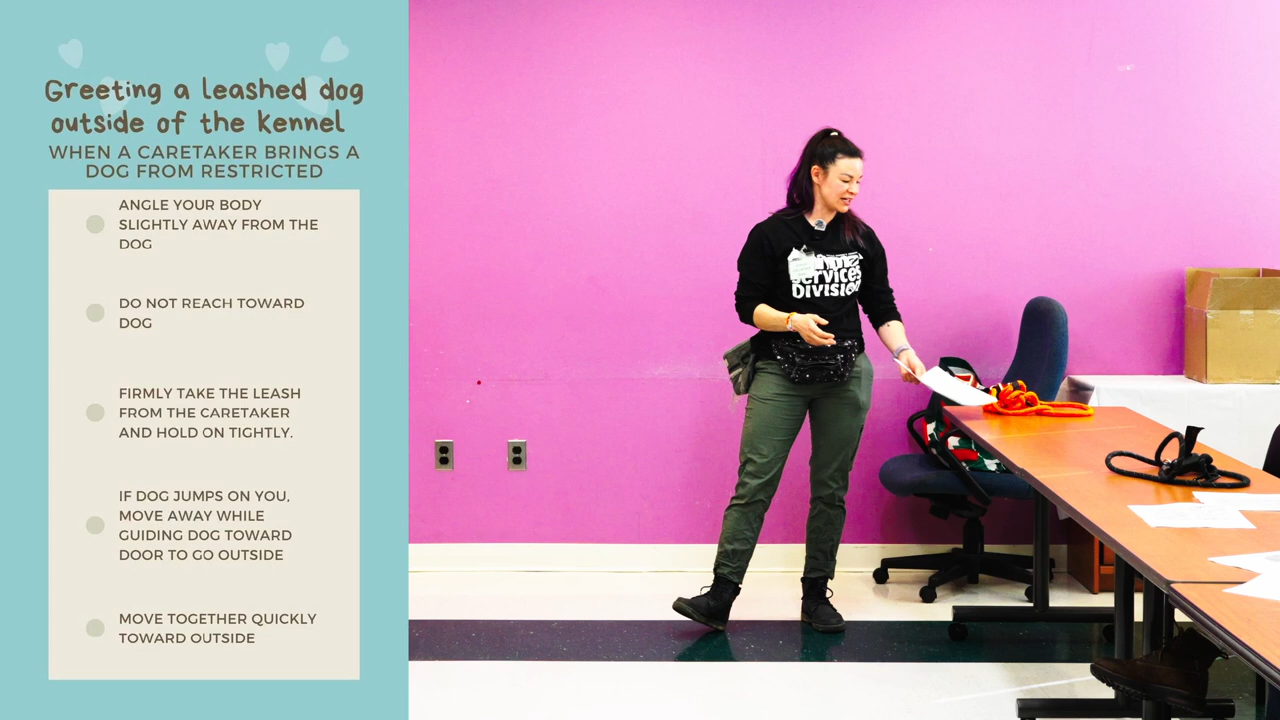 Greeting a leashed dog
outside of the kennel
WHEN A CARETAKER BRINGS A
DOG FROM RESTRICTED
ANGLE YOUR BODY
SLIGHTLY AWAY FROM THE
DOG
DO NOT REACH TOWARD
DOG
FIRMLY TAKE THE LEASH
FROM THE CARETAKER
AND HOLD ON TIGHTLY.
IF DOG JUMPS ON YOU,
MOVE AWAY WHILE
GUIDING DOG TOWARD
DOOR TO GO OUTSIDE
MOVE TOGETHER QUICKLY
TOWARD OUTSIDE
Services
Division